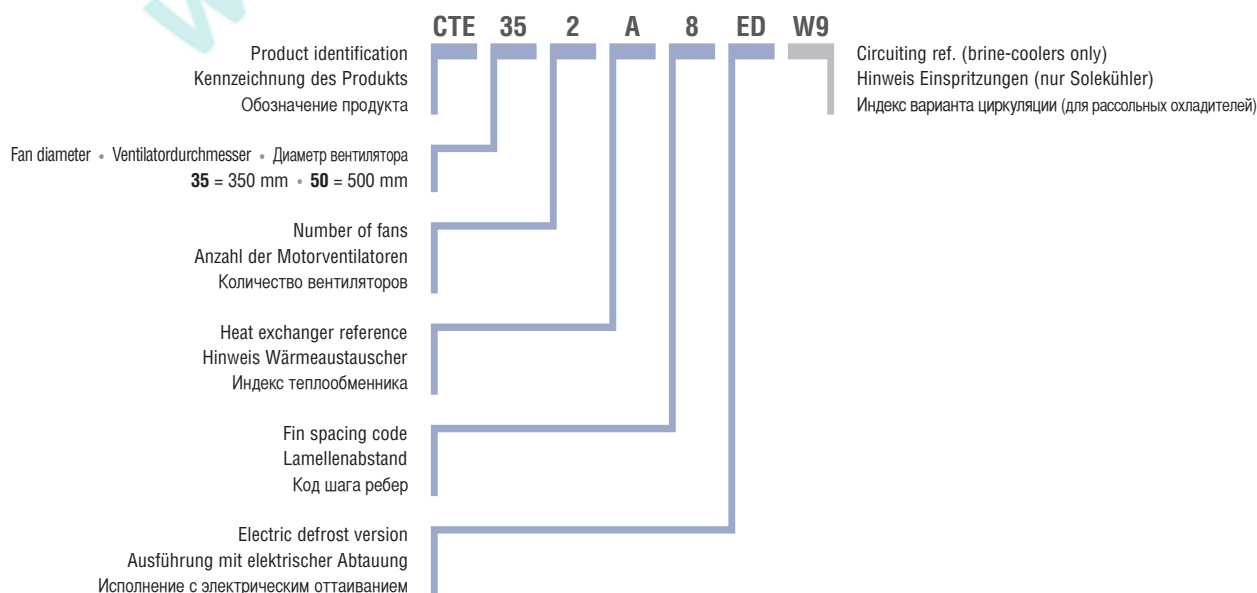 CTE 35 2 A 8 ED W9
Product identification
Kennzeichnung des Produkts
Обозначение продукта
Circuiting ref. (brine-coolers only)
Hinweis Einspritzungen (nur Solekühler)
Индекс варианта циркуляции (для рассольных охладителей)
Fan diameter • Ventilatordurchmesser • Диаметр вентилятора
35 = 350 mm • 50 = 500 mm
Number of fans
Anzahl der Motorventilatoren
Количество вентиляторов
Heat exchanger reference
Hinweis Wärmeaustauscher
Индекс теплообменника
Fin spacing code
Lamellenabstand
Код шага ребер
Electric defrost version
Ausführung mit elektrischer Abtauung
Исполнение с электрическим оттаиванием